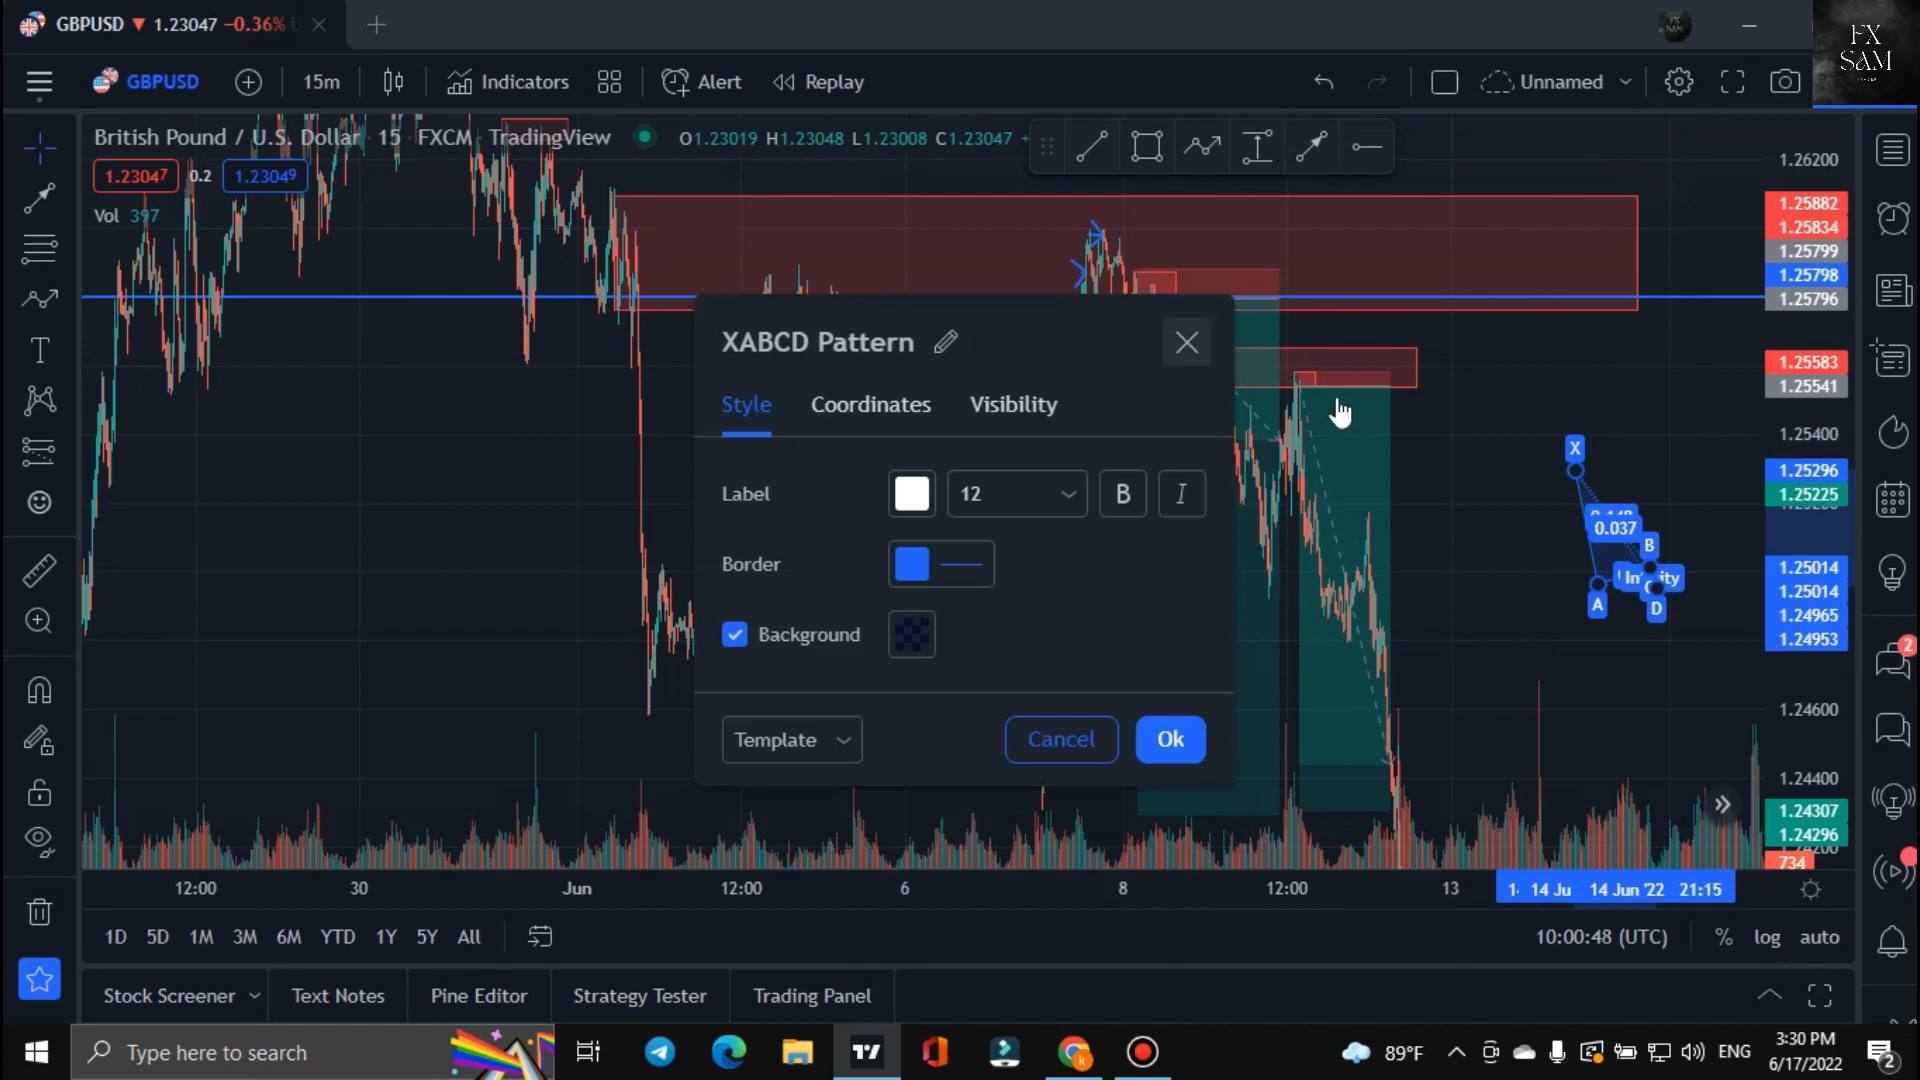 GBPUSD ▼ 1.23047 −0.36%
FX
SAM
GBPUSD
15m
Indicators
Alert
Replay
Unnamed
British Pound / U.S. Dollar 15 FXCM TradingView
O1.23019 H1.23048 L1.23008 C1.23047
1.23047
0.2
1.23049
Vol 397
1.26200
1.25882
1.25834
1.25799
1.25798
1.25796
1.25583
1.25541
1.25400
1.25296
1.25225
1.25014
1.25014
1.24965
1.24953
1.24600
1.24400
1.24307
1.24296
734
XABCD Pattern
Style
Coordinates
Visibility
Label
12
B
I
Border
Background
Template
Cancel
Ok
X
0.037
B
A
D
2
12:00
30
Jun
12:00
6
8
12:00
13
14 Ju
14 Jun '22 21:15
1D
5D
1M
3M
6M
YTD
1Y
5Y
All
10:00:48 (UTC)
%
log
auto
Stock Screener
Text Notes
Pine Editor
Strategy Tester
Trading Panel
Type here to search
89°F
ENG
3:30 PM
6/17/2022
2